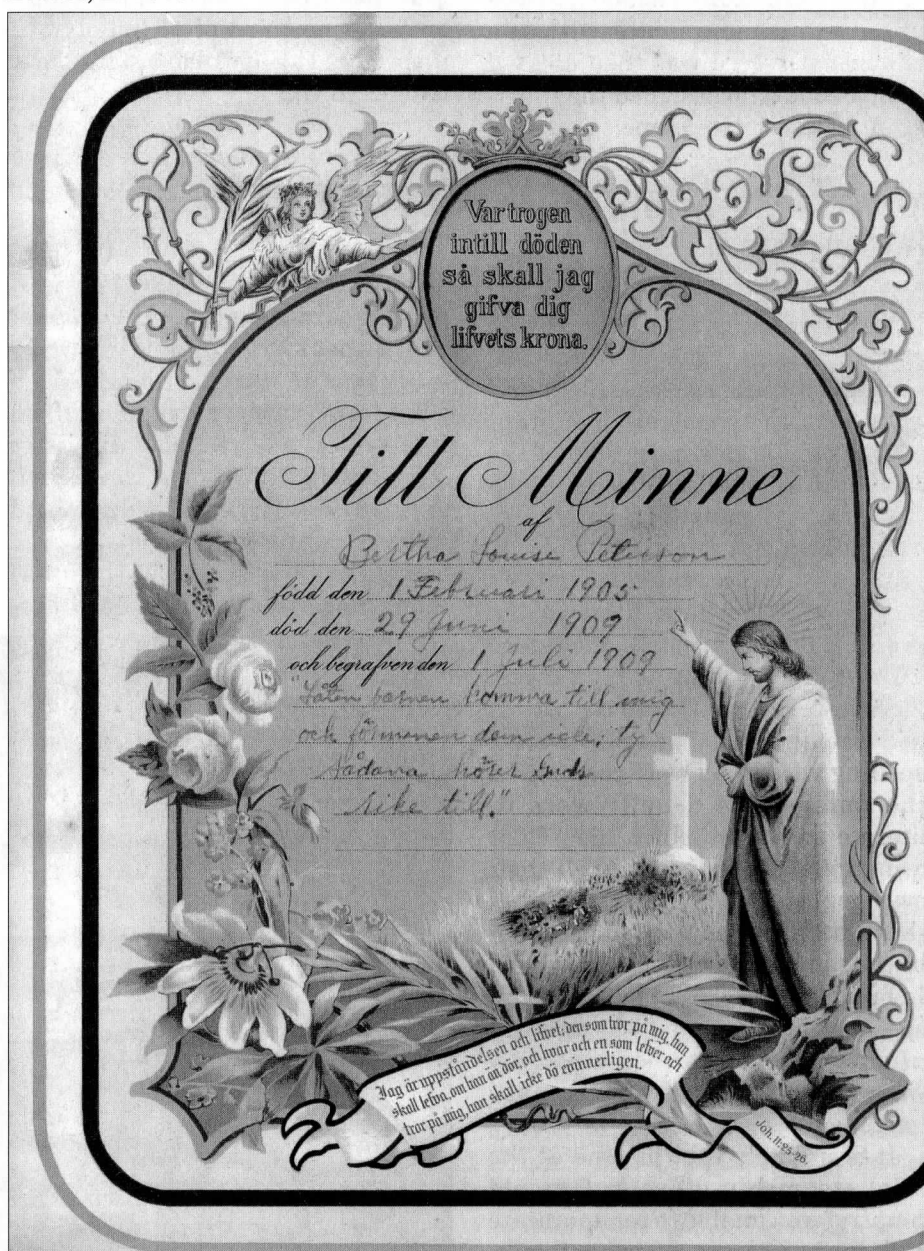 Var trogen
intill döden
så skall jag
gifva dig
lifvets krona.
Till Minne
af
Bertha Louise Peterson
född den 1 Februari 1905
död den 29 Juni 1909
och begrafven den 1 Juli 1909
"Låten barnen komma till mig
och förmenen dem icke; ty
sådana hörer Guds
rike till."
Jag är uppståndelsen och lifvet; den som tror på mig, han
skall lefva, om han än dör, och hwar och en som lefver och
tror på mig, han skall icke dö evinnerligen.
Joh. 11:25-26.